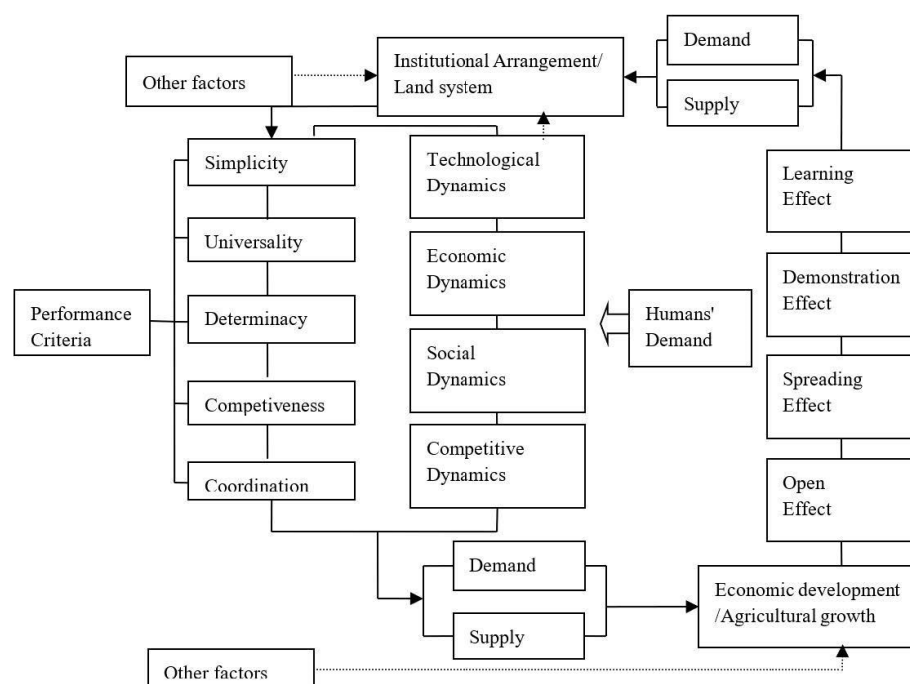 Other factors
Institutional Arrangement/
Land system
Demand
Supply
Simplicity
Universality
Determinacy
Competiveness
Coordination
Performance
Criteria
Technological
Dynamics
Economic
Dynamics
Social
Dynamics
Competitive
Dynamics
Humans'
Demand
Learning
Effect
Demonstration
Effect
Spreading
Effect
Open
Effect
Demand
Supply
Economic development
/Agricultural growth
Other factors